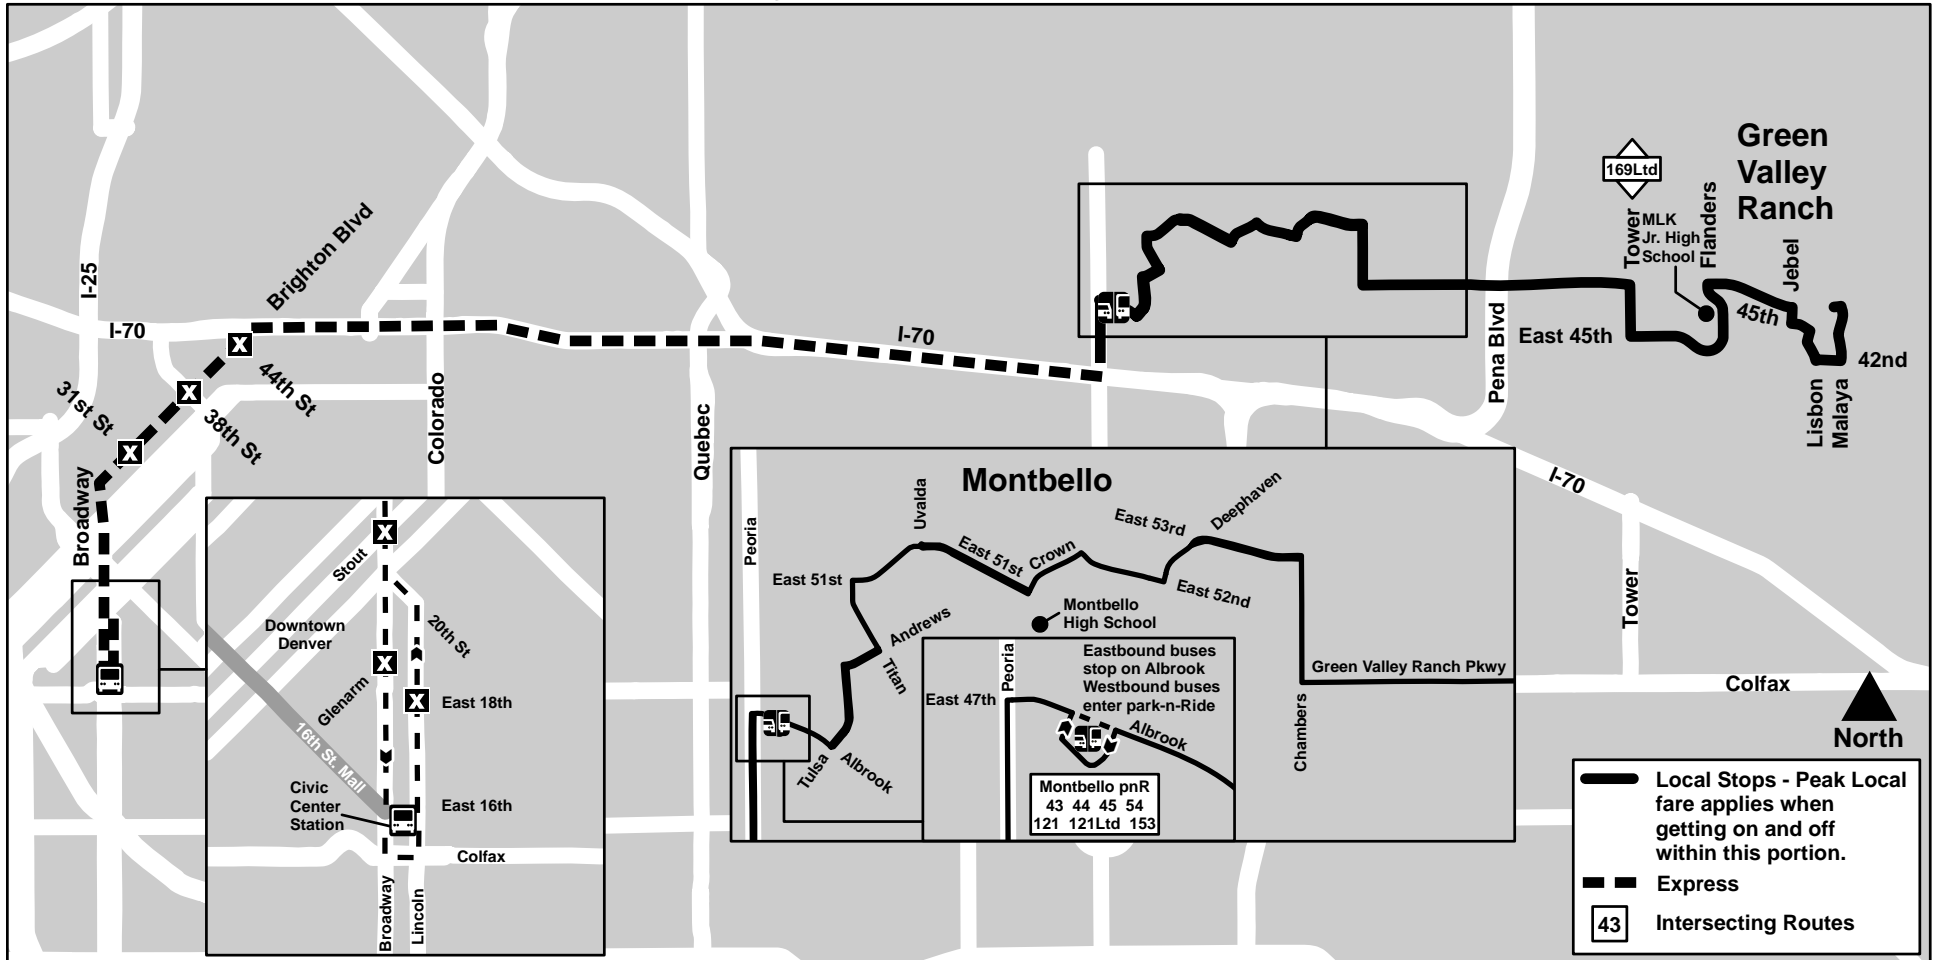 Green
Valley
Ranch
169Ltd
Tower
MLK
Jr. High
School
Flanders
Jebel
45th
East 45th
42nd
Lisbon
Malaya
Pena Blvd
I-25
Brighton Blvd
I-70
I-70
I-70
44th St
38th St
31st St
Broadway
Colorado
Quebec
Tower
Colfax
North
Stout
Downtown
Denver
20th St
Glenarm
East 18th
16th St. Mall
Civic
Center
Station
East 16th
Colfax
Broadway
Lincoln
Montbello
Peoria
Uvalda
East 51st
East 51st
Crown
East 53rd
Deephaven
East 52nd
Montbello
High School
Andrews
Titan
Tulsa
Albrook
Green Valley Ranch Pkwy
Chambers
Peoria
East 47th
Eastbound buses
stop on Albrook
Westbound buses
enter park-n-Ride
Albrook
Montbello pnR
43 44 45 54
121 121Ltd 153
Local Stops - Peak Local
fare applies when
getting on and off
within this portion.
Express
43 Intersecting Routes
X
X
X
X
X
X